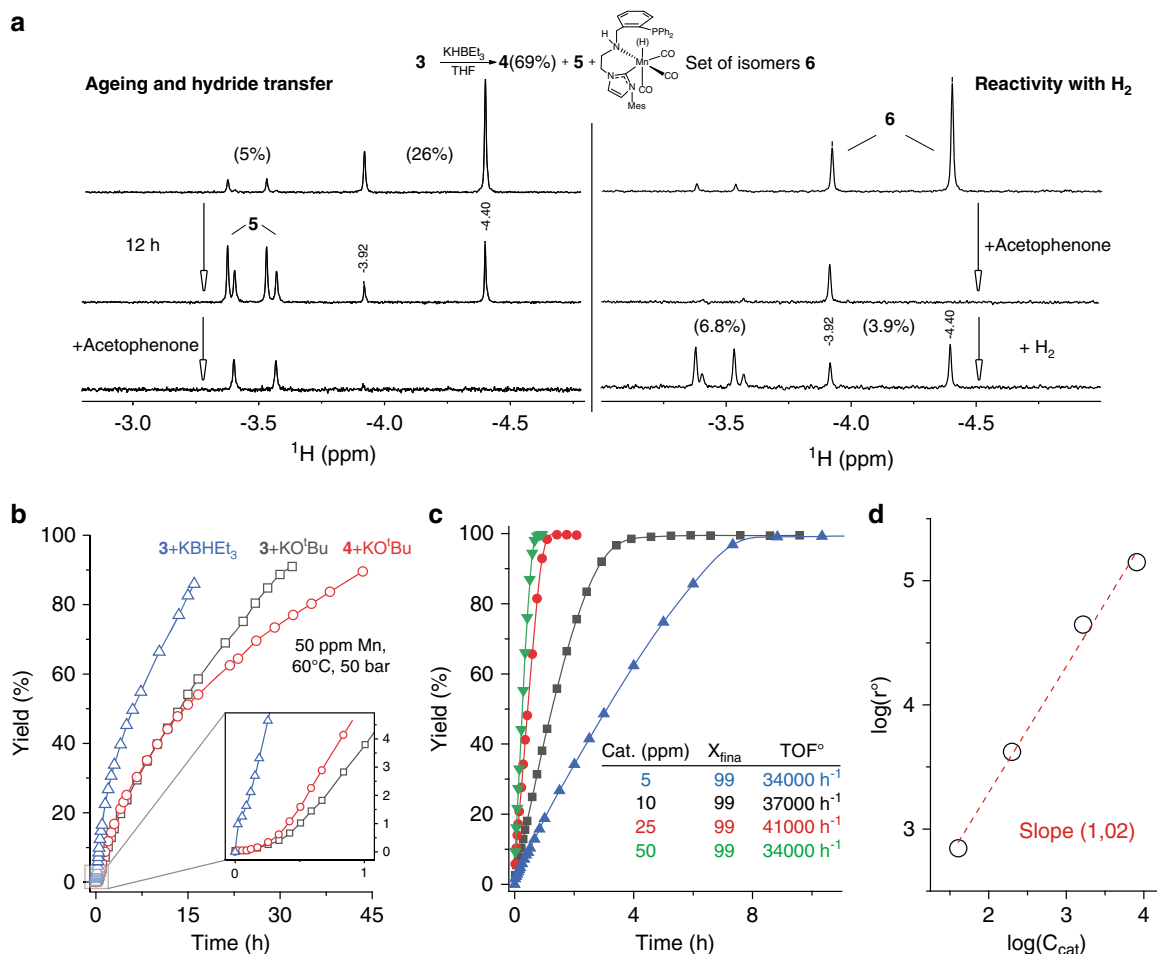 a
KHBEt₃
3 → 4(69%) + 5 +
THF
H
N
PPh₂
(H)
Mn
CO
CO
CO
N
N
Mes
Set of isomers 6
Ageing and hydride transfer
Reactivity with H₂
(5%)
(26%)
6
12 h
5
-3.92
-4.40
+Acetophenone
+Acetophenone
(6.8%)
-3.92
(3.9%)
-4.40
+ H₂
-3.0 -3.5 -4.0 -4.5
¹H (ppm)
-3.5 -4.0 -4.5
¹H (ppm)
b
3+KBHEt₃ 3+KOᵗBu 4+KOᵗBu
50 ppm Mn,
60°C, 50 bar
Yield (%)
100
80
60
40
20
0
4
3
2
1
0
0 1
0 15 30 45
Time (h)
c
Yield (%)
100
80
60
40
20
0
Cat. (ppm) X_fina TOF°
5 99 34000 h⁻¹
10 99 37000 h⁻¹
25 99 41000 h⁻¹
50 99 34000 h⁻¹
0 4 8
Time (h)
d
log(r°)
5
3
Slope (1,02)
2 3 4
log(C_cat)